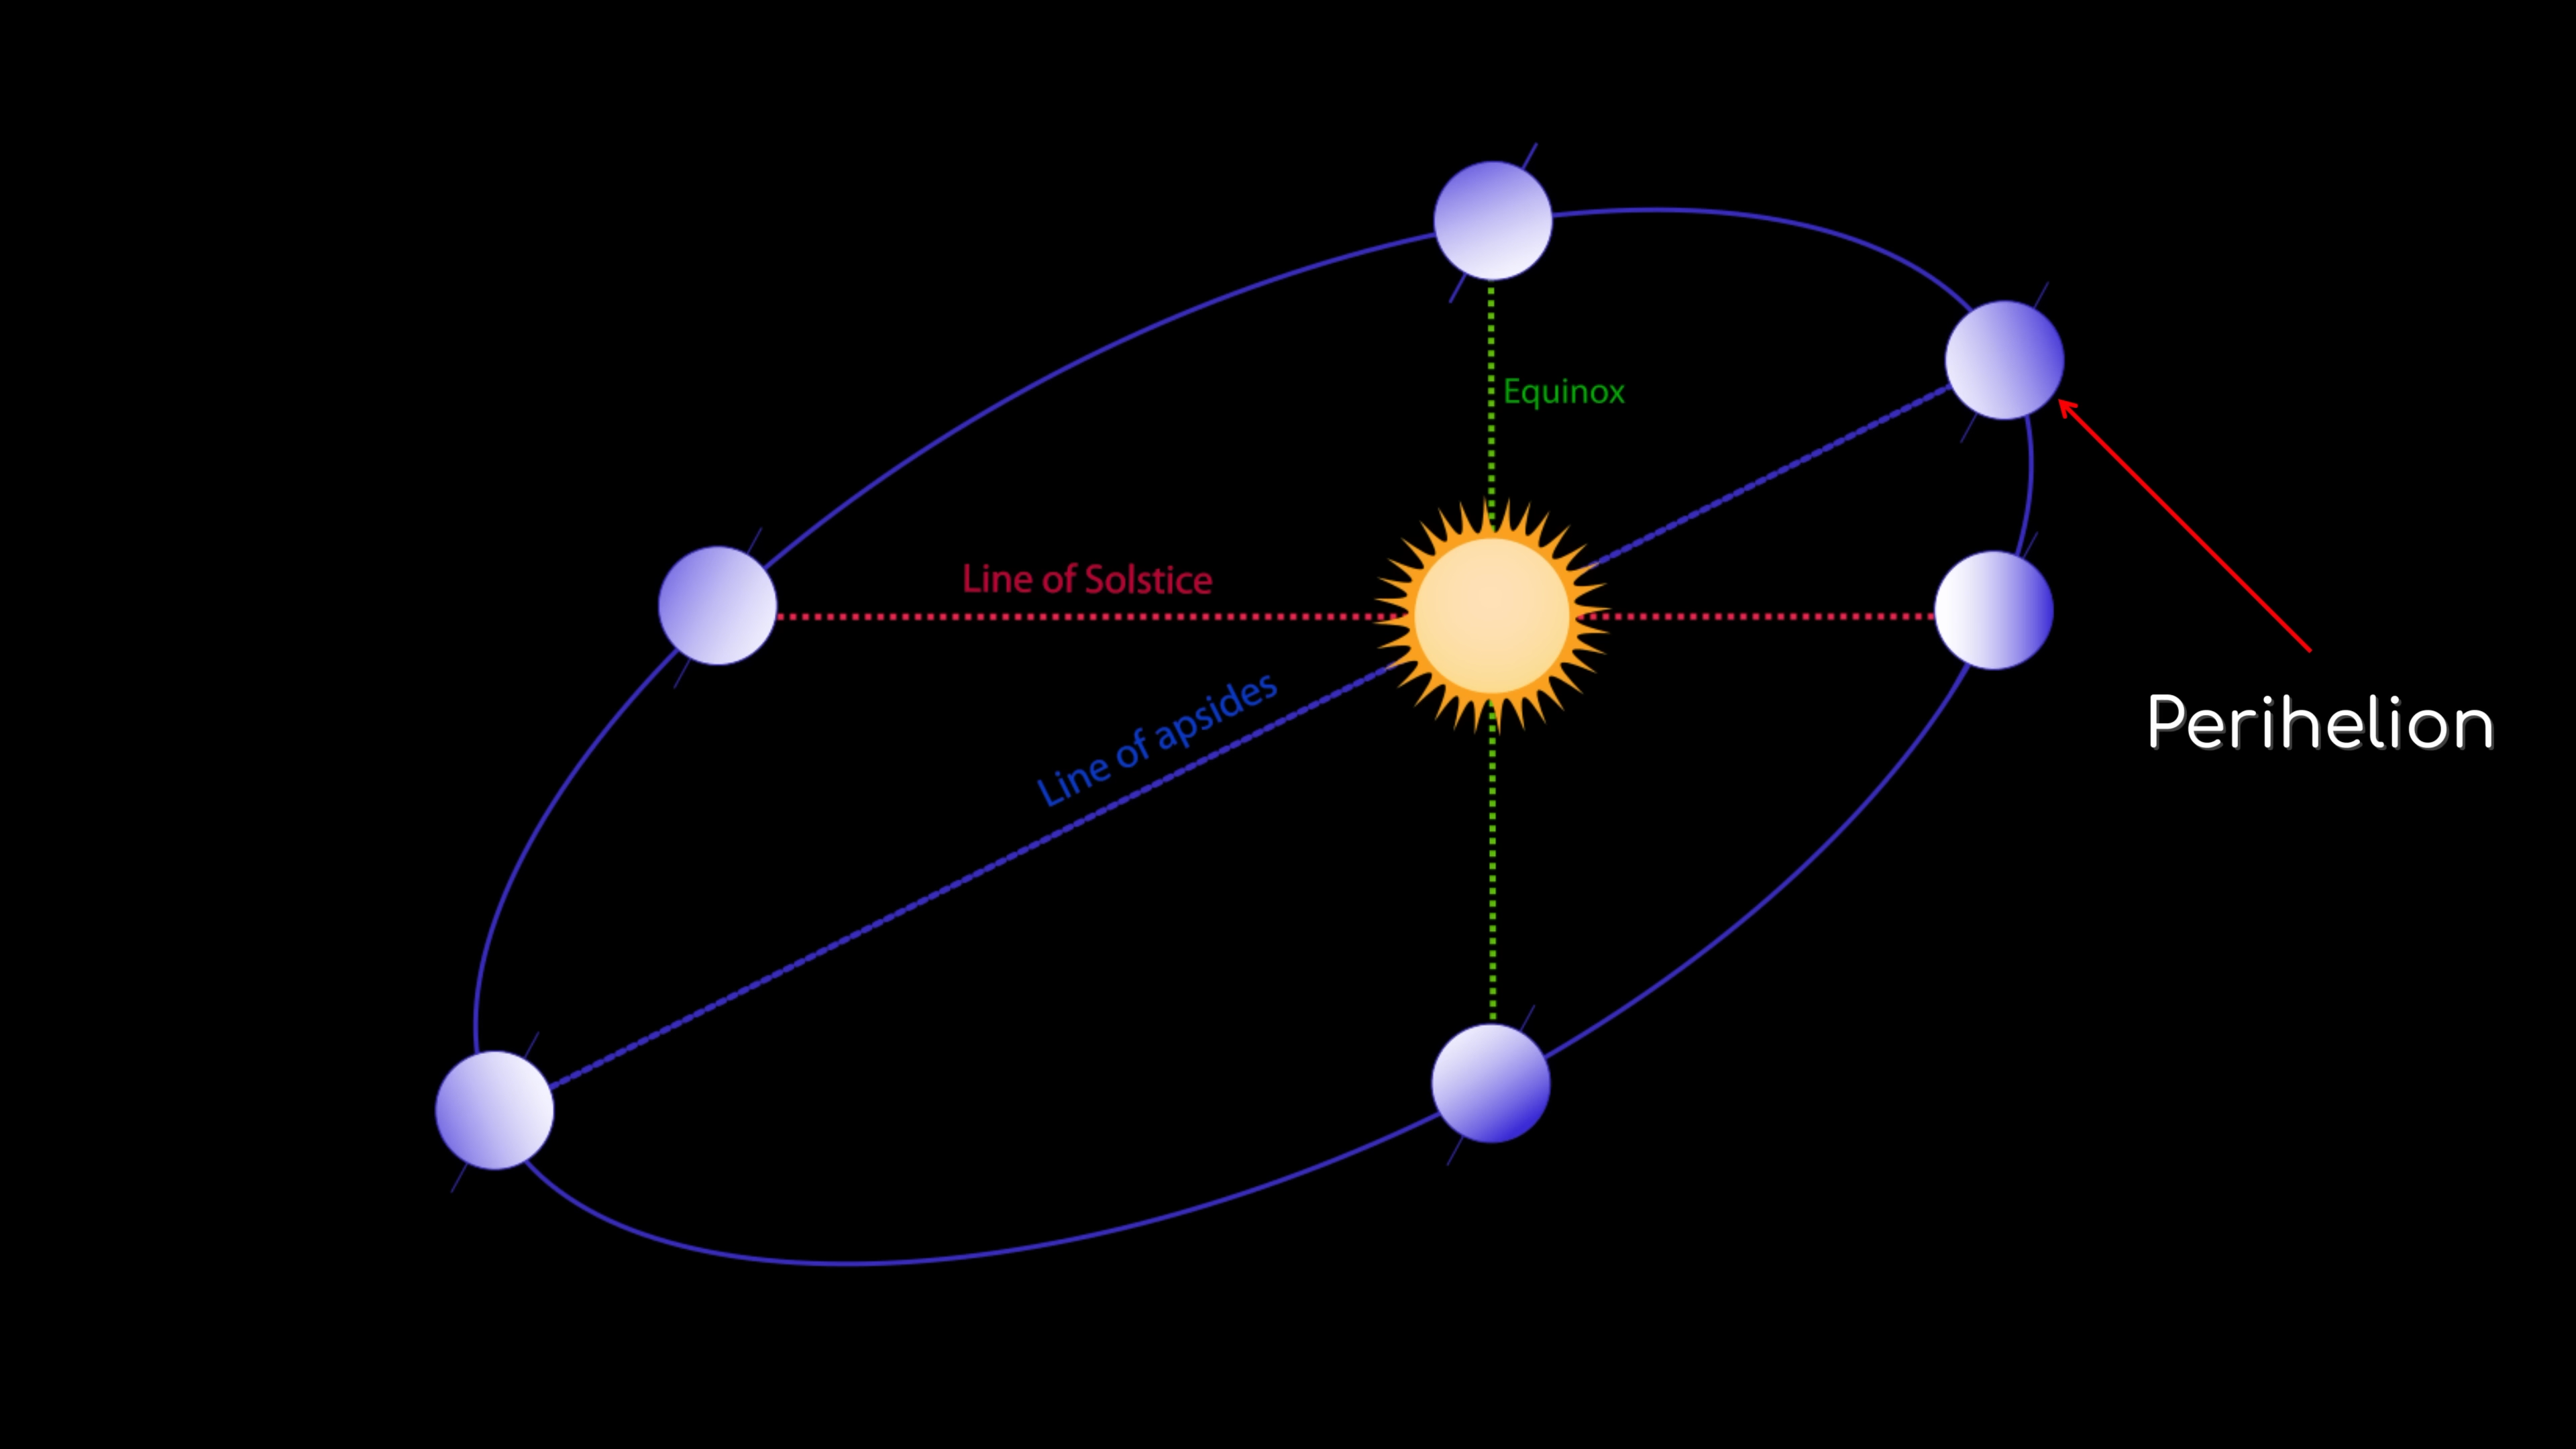 Equinox
Line of Solstice
Line of apsides
Perihelion